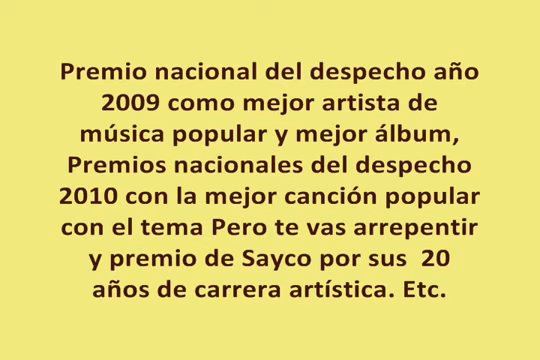 Premio nacional del despecho año
2009 como mejor artista de
música popular y mejor álbum,
Premios nacionales del despecho
2010 con la mejor canción popular
con el tema Pero te vas arrepentir
y premio de Sayco por sus  20
años de carrera artística. Etc.